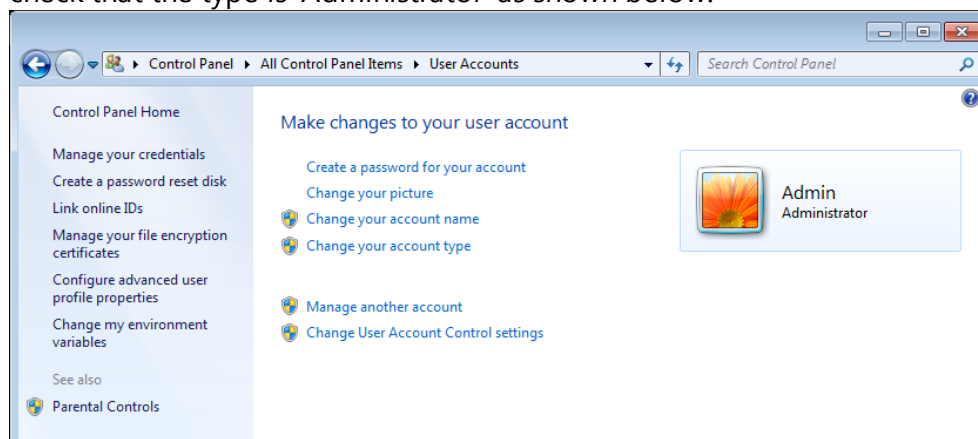 check that the type is 'Administrator' as shown below.
Control Panel
All Control Panel Items
User Accounts
Search Control Panel
Control Panel Home
Manage your credentials
Create a password reset disk
Link online IDs
Manage your file encryption
certificates
Configure advanced user
profile properties
Change my environment
variables
See also
Parental Controls
Make changes to your user account
Create a password for your account
Change your picture
Change your account name
Change your account type
Manage another account
Change User Account Control settings
Admin
Administrator